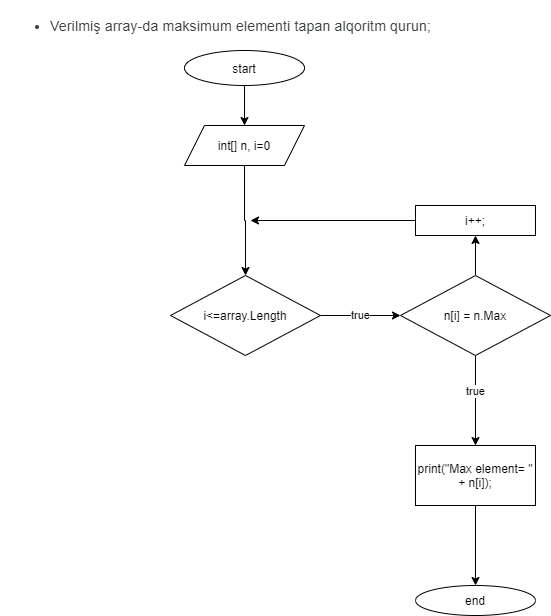 Verilmiş array-da maksimum elementi tapan alqoritm qurun;
start
int[] n, i=0
i++;
i<=array.Length
true
n[i] = n.Max
true
print("Max element= "
+ n[i]);
end